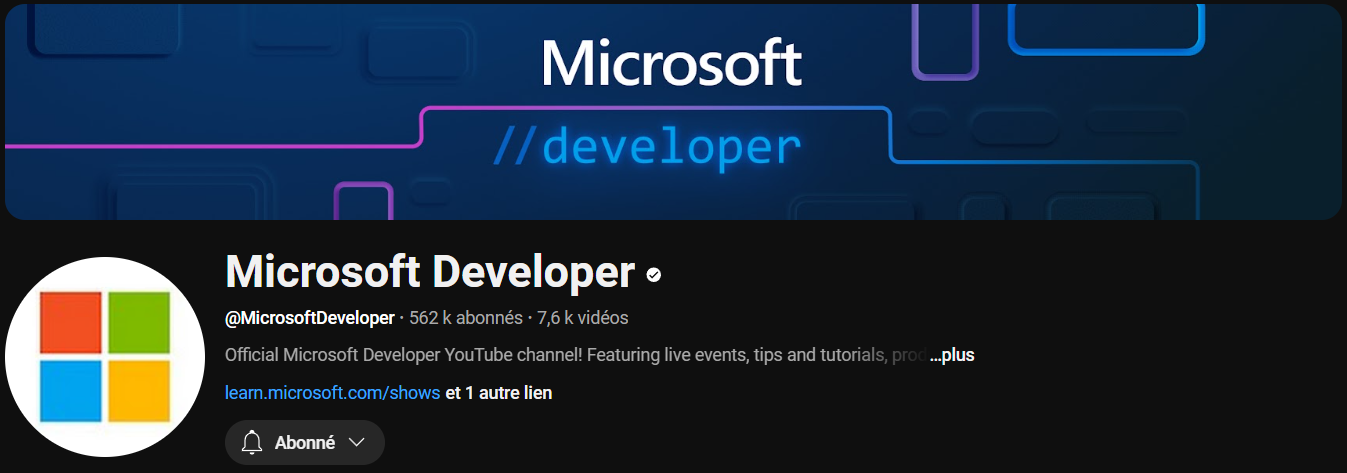 Microsoft
//developer
Microsoft Developer
@MicrosoftDeveloper · 562 k abonnés · 7,6 k vidéos
Official Microsoft Developer YouTube channel! Featuring live events, tips and tutorials, ...plus
learn.microsoft.com/shows et 1 autre lien
Abonné